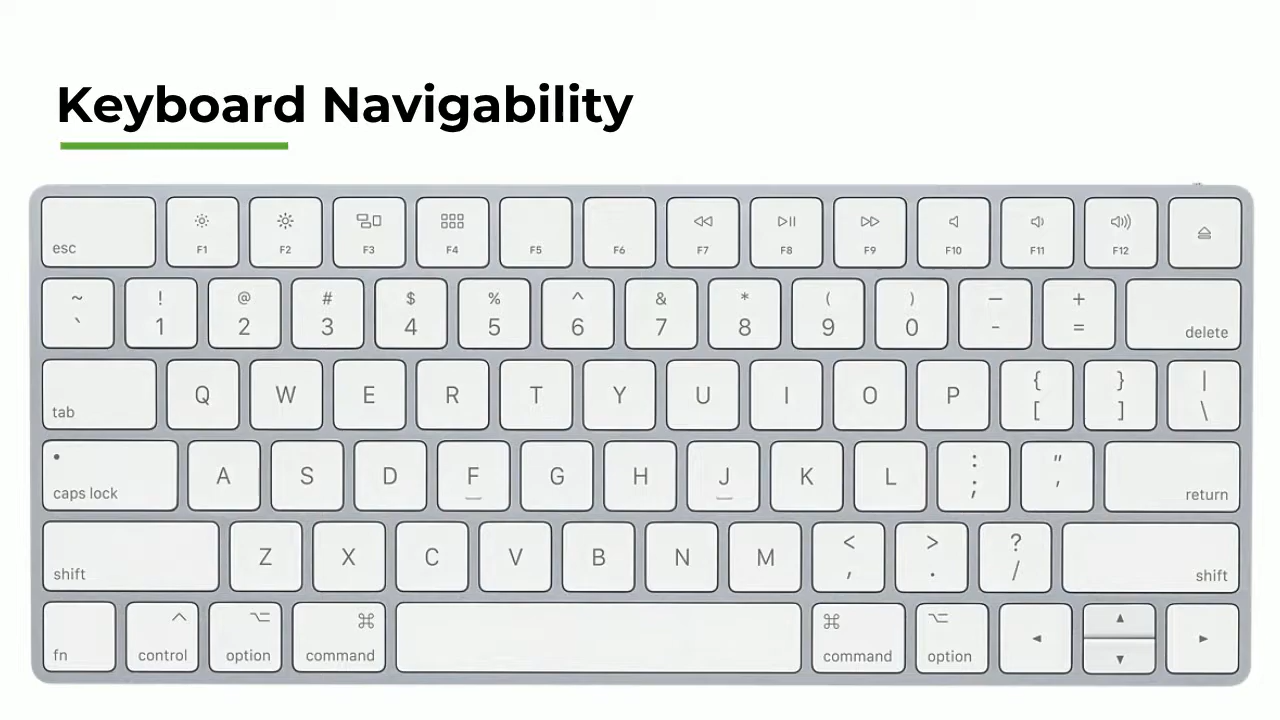 Keyboard Navigability
esc F1 F2 F3 F4 F5 F6 F7 F8 F9 F10 F11 F12
~ ! @ # $ % ^ & * ( ) — +
` 1 2 3 4 5 6 7 8 9 0 - = delete
tab Q W E R T Y U I O P { } |
[ ] \
caps lock A S D F G H J K L : "
; ' return
shift Z X C V B N M < > ?
, . / shift
fn control option command command option